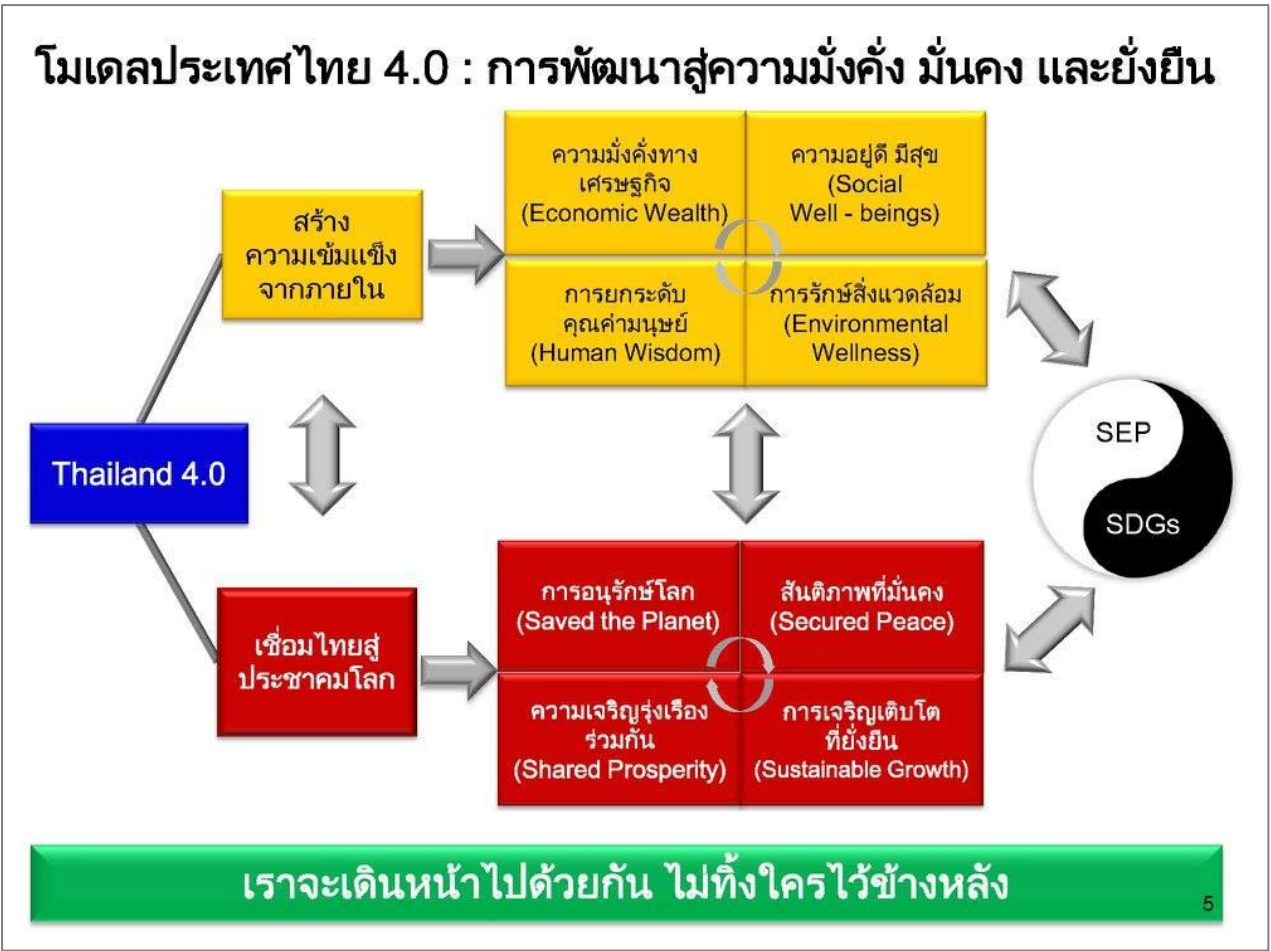 โมเดลประเทศไทย 4.0 : การพัฒนาสู่ความมั่งคั่ง มั่นคง และยั่งยืน
ความมั่งคั่งทาง
เศรษฐกิจ
(Economic Wealth)
ความอยู่ดี มีสุข
(Social
Well - beings)
สร้าง
ความเข้มแข็ง
จากภายใน
การยกระดับ
คุณค่ามนุษย์
(Human Wisdom)
การรักษ์สิ่งแวดล้อม
(Environmental
Wellness)
Thailand 4.0
SEP
SDGs
เชื่อมไทยสู่
ประชาคมโลก
การอนุรักษ์โลก
(Saved the Planet)
สันติภาพที่มั่นคง
(Secured Peace)
ความเจริญรุ่งเรือง
ร่วมกัน
(Shared Prosperity)
การเจริญเติบโต
ที่ยั่งยืน
(Sustainable Growth)
เราจะเดินหน้าไปด้วยกัน ไม่ทิ้งใครไว้ข้างหลัง
5